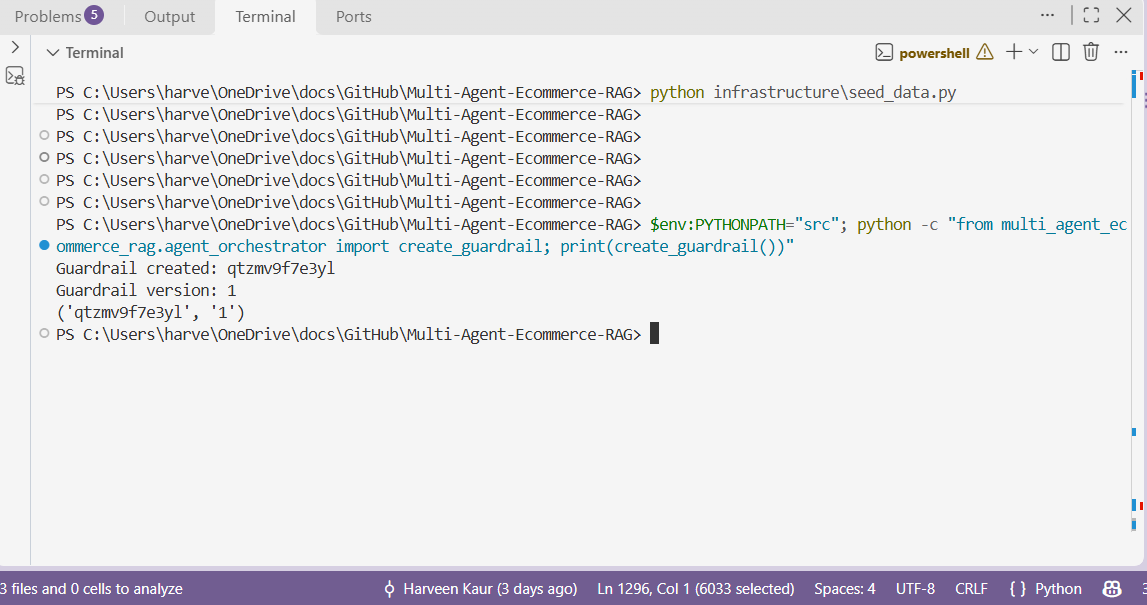 Problems 5 Output Terminal Ports
Terminal
powershell
PS C:\Users\harve\OneDrive\docs\GitHub\Multi-Agent-Ecommerce-RAG> python infrastructure\seed_data.py
PS C:\Users\harve\OneDrive\docs\GitHub\Multi-Agent-Ecommerce-RAG>
PS C:\Users\harve\OneDrive\docs\GitHub\Multi-Agent-Ecommerce-RAG>
PS C:\Users\harve\OneDrive\docs\GitHub\Multi-Agent-Ecommerce-RAG>
PS C:\Users\harve\OneDrive\docs\GitHub\Multi-Agent-Ecommerce-RAG>
PS C:\Users\harve\OneDrive\docs\GitHub\Multi-Agent-Ecommerce-RAG>
PS C:\Users\harve\OneDrive\docs\GitHub\Multi-Agent-Ecommerce-RAG> $env:PYTHONPATH="src"; python -c "from multi_agent_ec
ommerce_rag.agent_orchestrator import create_guardrail; print(create_guardrail())"
Guardrail created: qtzmv9f7e3yl
Guardrail version: 1
('qtzmv9f7e3yl', '1')
PS C:\Users\harve\OneDrive\docs\GitHub\Multi-Agent-Ecommerce-RAG>
3 files and 0 cells to analyze Harveen Kaur (3 days ago) Ln 1296, Col 1 (6033 selected) Spaces: 4 UTF-8 CRLF { } Python